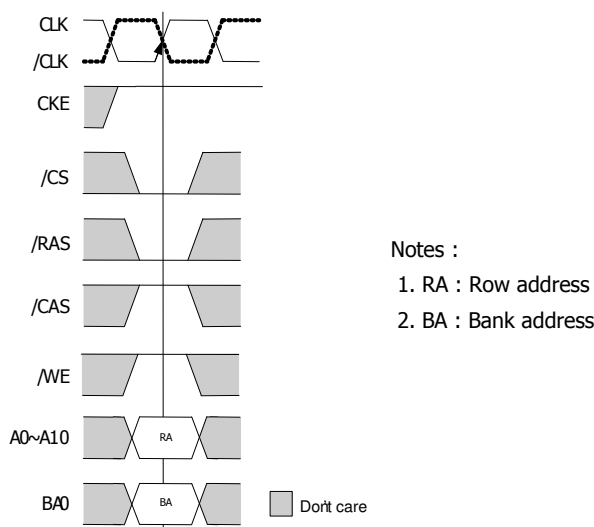 CLK
/CLK
CKE
/CS
/RAS
/CAS
/WE
A0~A10
RA
BA0
BA
Don't care
Notes :
1. RA : Row address
2. BA : Bank address